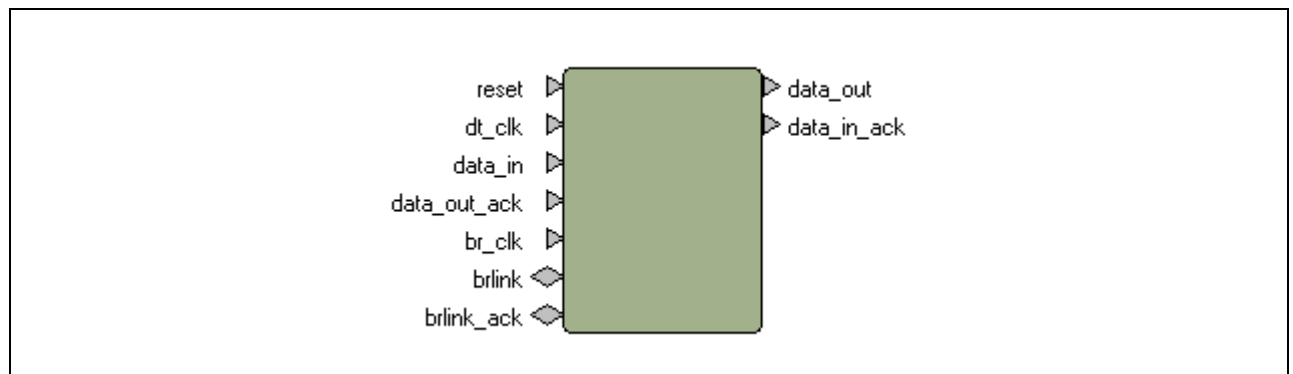 reset
dt_clk
data_in
data_out_ack
br_clk
brlink
brlink_ack
data_out
data_in_ack